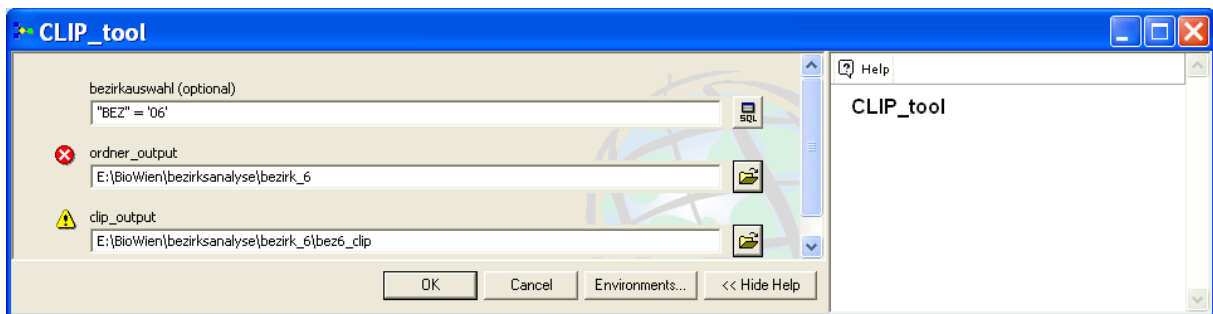 CLIP_tool
bezirkauswahl (optional)
"BEZ" = '06'
SQL
ordner_output
E:\BioWien\bezirksanalyse\bezirk_6
clip_output
E:\BioWien\bezirksanalyse\bezirk_6\bez6_clip
OK
Cancel
Environments...
<< Hide Help
Help
CLIP_tool